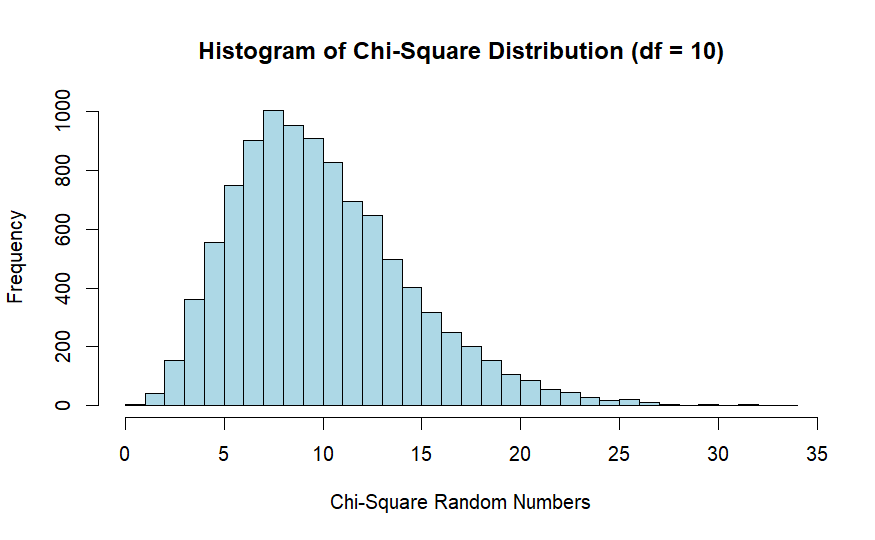 Histogram of Chi-Square Distribution (df = 10)
Frequency
1000
800
600
400
200
0
0 5 10 15 20 25 30 35
Chi-Square Random Numbers